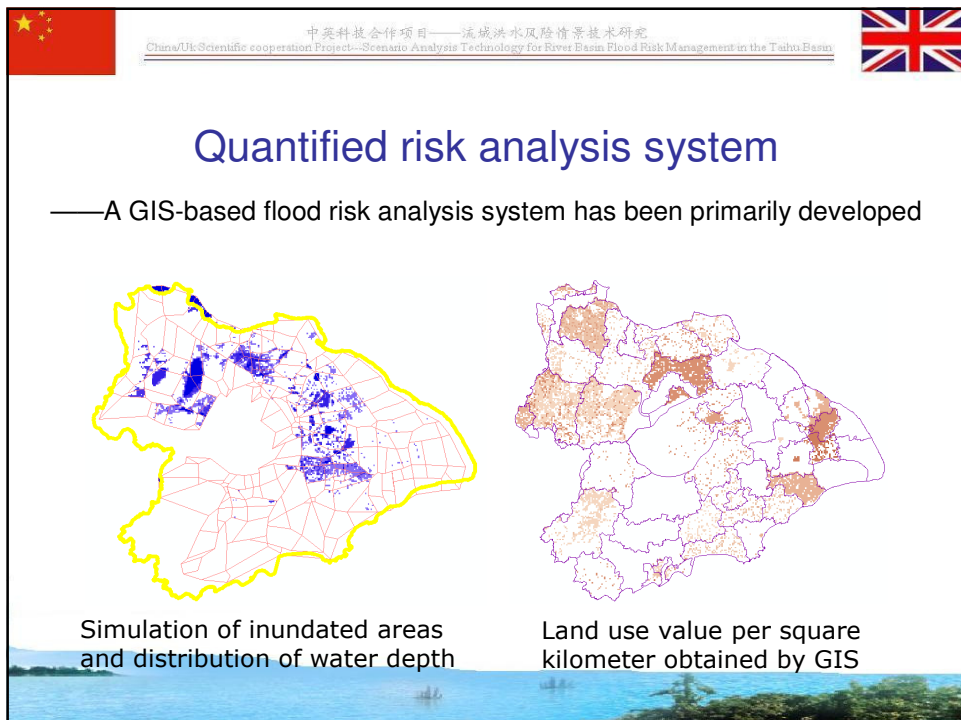 中英科技合作项目——流域洪水风险情景技术研究
China/Uk Scientific cooperation Project---Scenario Analysis Technology for River Basin Flood Risk Management in the Taihu Basin
Quantified risk analysis system
——A GIS-based flood risk analysis system has been primarily developed
Simulation of inundated areas
and distribution of water depth
Land use value per square
kilometer obtained by GIS